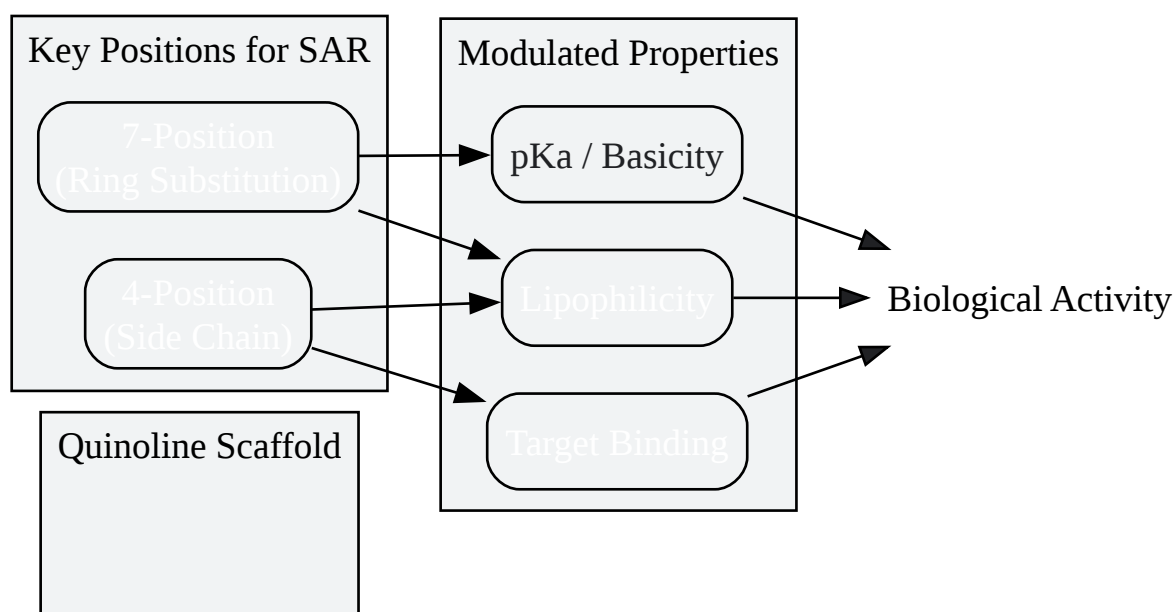 Key Positions for SAR
7-Position
(Ring Substitution)
4-Position
(Side Chain)
Quinoline Scaffold
Modulated Properties
pKa / Basicity
Lipophilicity
Target Binding
Biological Activity